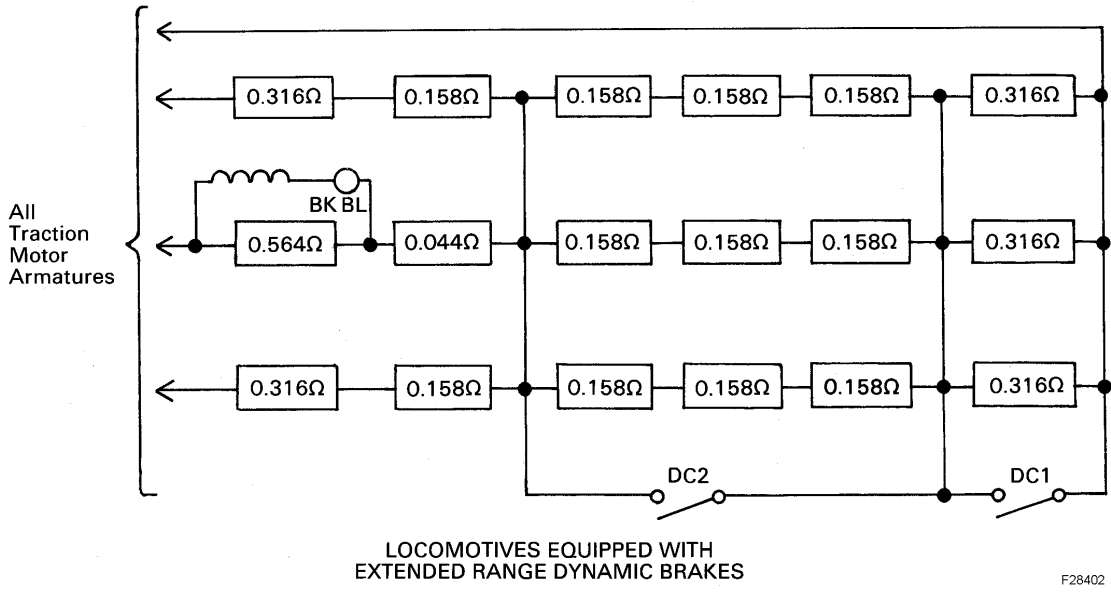 0.316Ω 0.158Ω 0.158Ω 0.158Ω 0.158Ω 0.316Ω
BK BL
All
Traction
Motor
Armatures
0.564Ω 0.044Ω 0.158Ω 0.158Ω 0.158Ω 0.316Ω
0.316Ω 0.158Ω 0.158Ω 0.158Ω 0.158Ω 0.316Ω
DC2 DC1
LOCOMOTIVES EQUIPPED WITH
EXTENDED RANGE DYNAMIC BRAKES
F28402